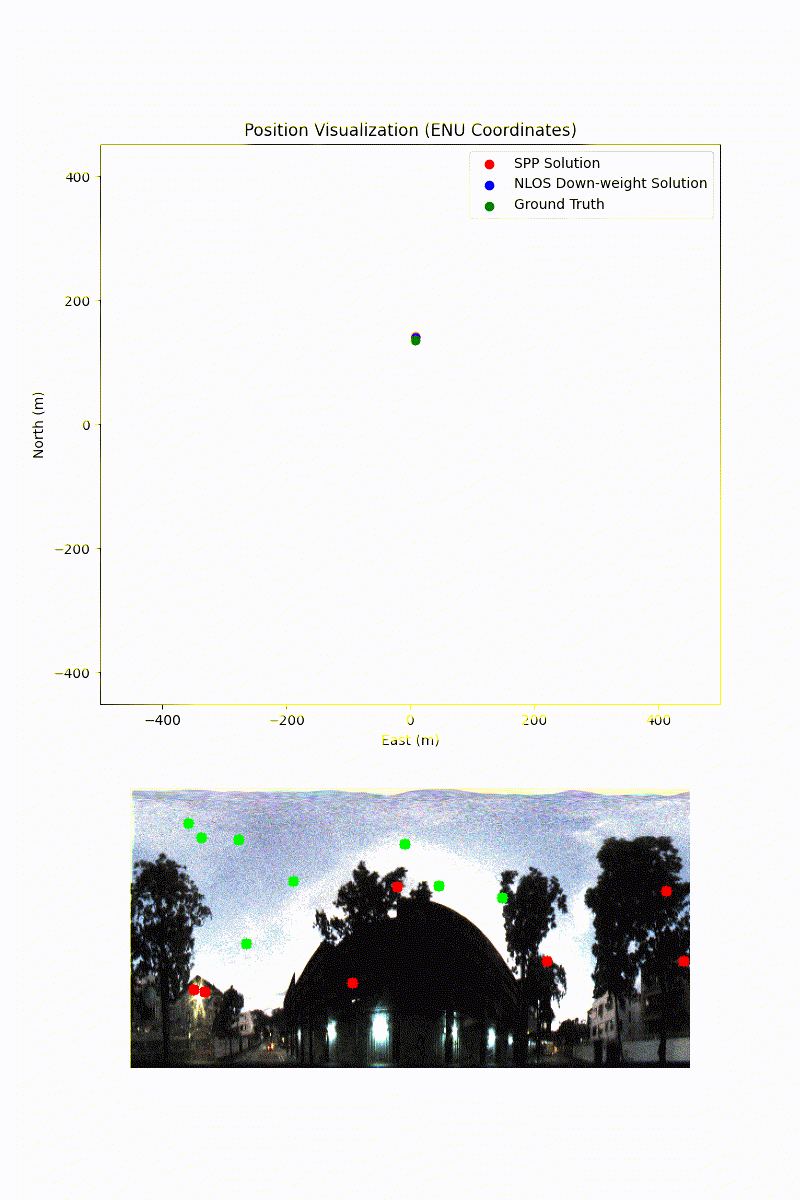 Position Visualization (ENU Coordinates)
SPP Solution
NLOS Down-weight Solution
Ground Truth
400
200
0
−200
−400
North (m)
−400 −200 0 200 400
East (m)